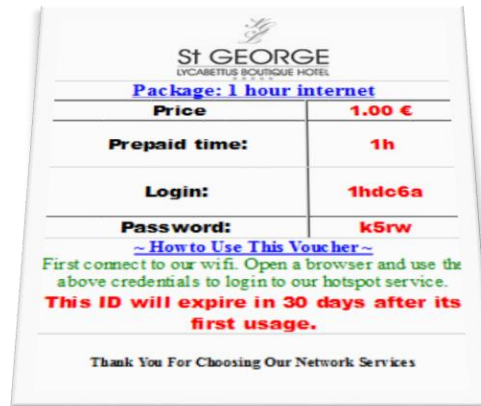 St GEORGE
LYCABETTUS BOUTIQUE HOTEL
Package: 1 hour internet
Price 1.00 €
Prepaid time: 1h
Login: 1hdc6a
Password: k5rw
~ How to Use This Voucher ~
First connect to our wifi. Open a browser and use the
above credentials to login to our hotspot service.
This ID will expire in 30 days after its
first usage.
Thank You For Choosing Our Network Services